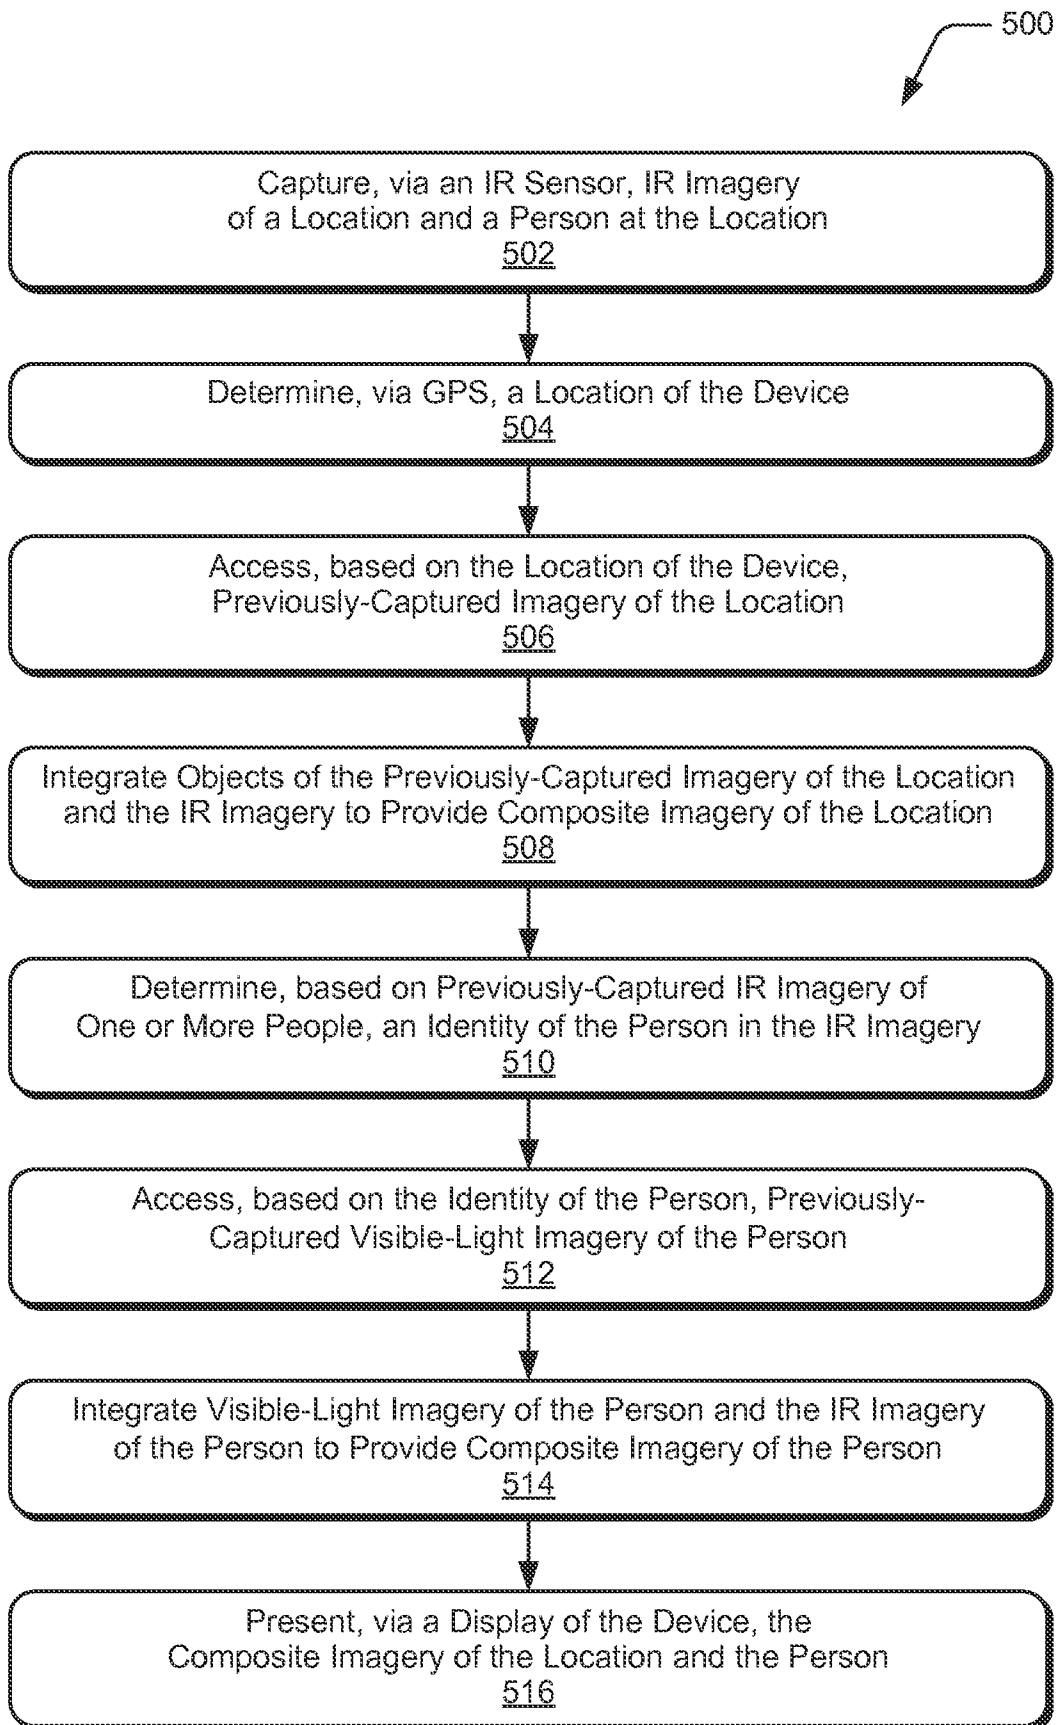 500
Capture, via an IR Sensor, IR Imagery
of a Location and a Person at the Location
502
Determine, via GPS, a Location of the Device
504
Access, based on the Location of the Device,
Previously-Captured Imagery of the Location
506
Integrate Objects of the Previously-Captured Imagery of the Location
and the IR Imagery to Provide Composite Imagery of the Location
508
Determine, based on Previously-Captured IR Imagery of
One or More People, an Identity of the Person in the IR Imagery
510
Access, based on the Identity of the Person, Previously-
Captured Visible-Light Imagery of the Person
512
Integrate Visible-Light Imagery of the Person and the IR Imagery
of the Person to Provide Composite Imagery of the Person
514
Present, via a Display of the Device, the
Composite Imagery of the Location and the Person
516